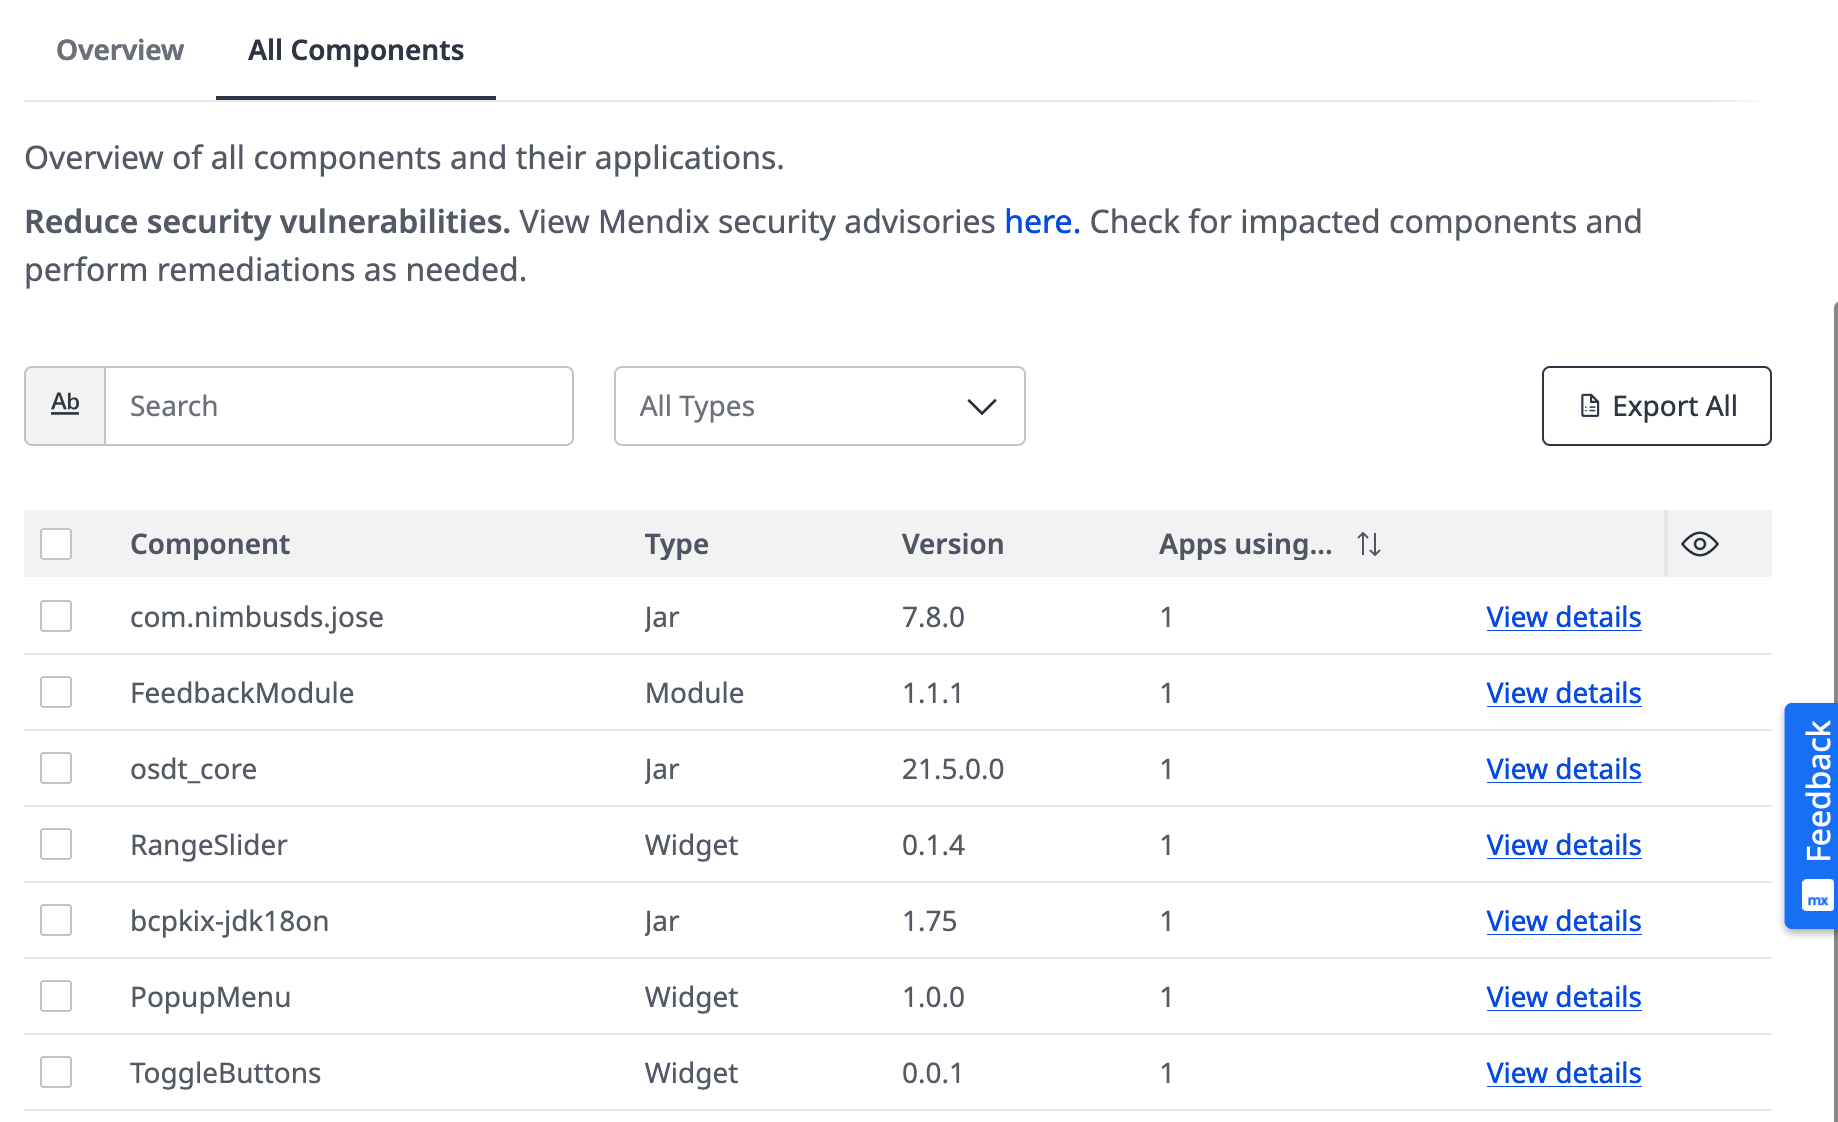 Overview All Components
Overview of all components and their applications.
Reduce security vulnerabilities. View Mendix security advisories here. Check for impacted components and
perform remediations as needed.
Ab Search All Types Export All
Component Type Version Apps using...
com.nimbusds.jose Jar 7.8.0 1 View details
FeedbackModule Module 1.1.1 1 View details
osdt_core Jar 21.5.0.0 1 View details
RangeSlider Widget 0.1.4 1 View details
bcpkix-jdk18on Jar 1.75 1 View details
PopupMenu Widget 1.0.0 1 View details
ToggleButtons Widget 0.0.1 1 View details
mx Feedback